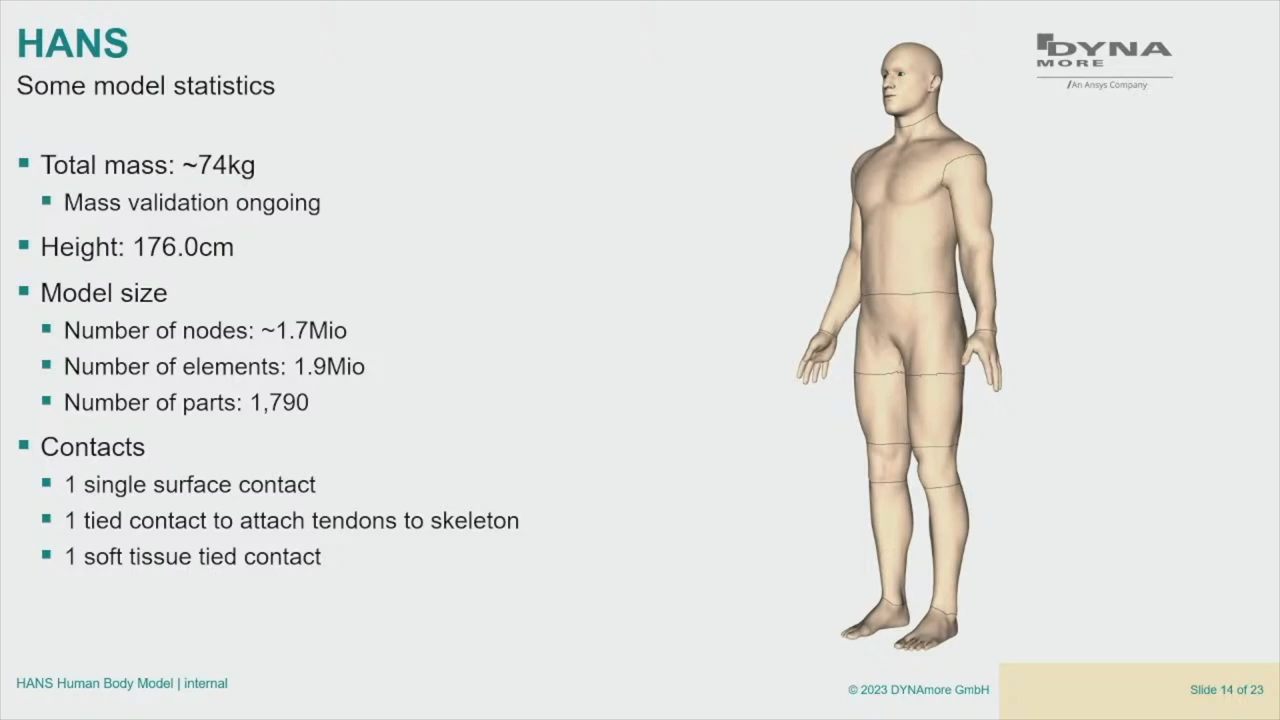 HANS
Some model statistics
DYNA
MORE
/An Ansys Company
Total mass: ~74kg
Mass validation ongoing
Height: 176.0cm
Model size
Number of nodes: ~1.7Mio
Number of elements: 1.9Mio
Number of parts: 1,790
Contacts
1 single surface contact
1 tied contact to attach tendons to skeleton
1 soft tissue tied contact
HANS Human Body Model | internal
© 2023 DYNAmore GmbH
Slide 14 of 23